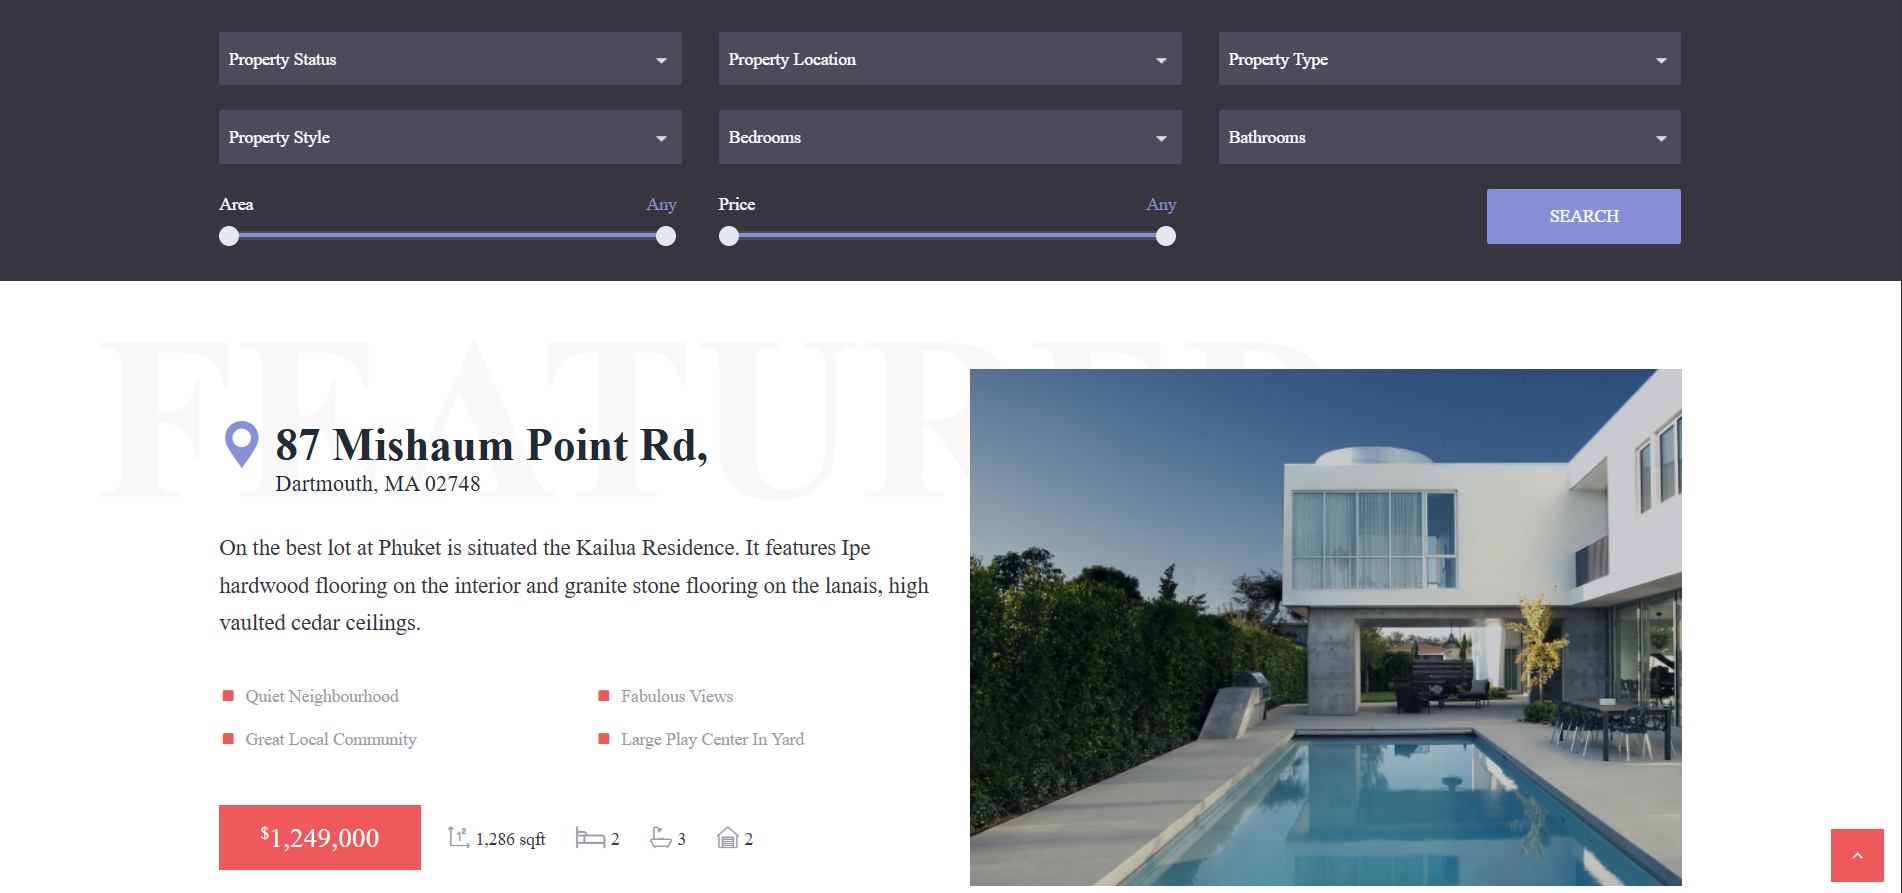 Property Status
Property Location
Property Type
Property Style
Bedrooms
Bathrooms
Area
Any
Price
Any
SEARCH
FEATURED
87 Mishaum Point Rd,
Dartmouth, MA 02748
On the best lot at Phuket is situated the Kailua Residence. It features Ipe
hardwood flooring on the interior and granite stone flooring on the lanais, high
vaulted cedar ceilings.
Quiet Neighbourhood
Fabulous Views
Great Local Community
Large Play Center In Yard
$1,249,000
1,286 sqft
2
3
2